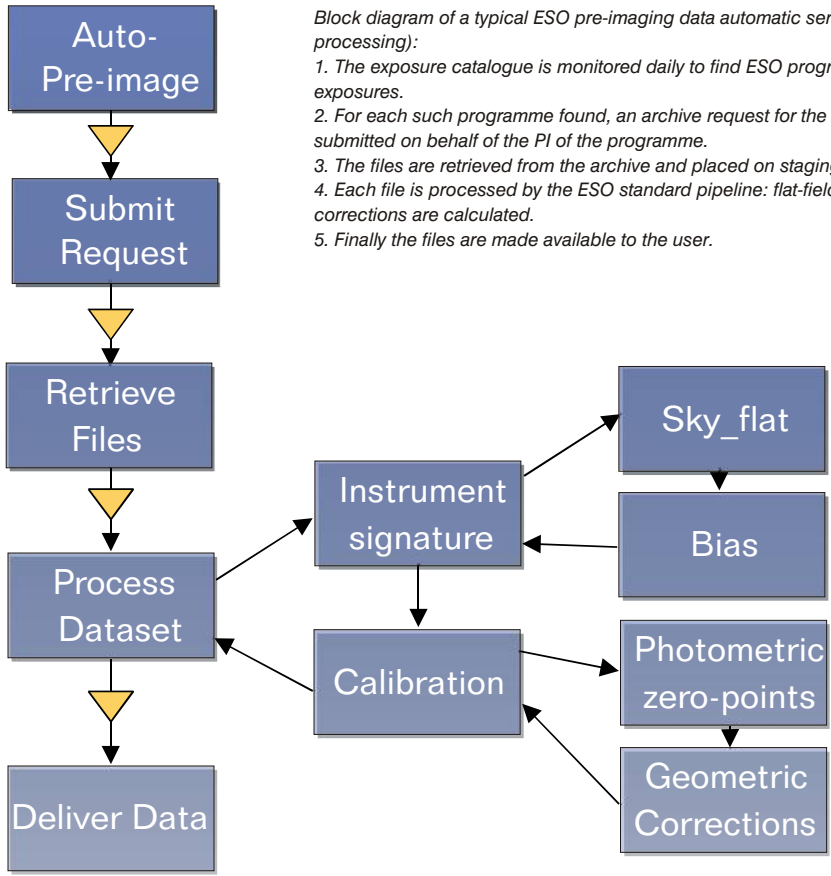 Auto-
Pre-image
Block diagram of a typical ESO pre-imaging data automatic
processing):
1. The exposure catalogue is monitored daily to find ESO
exposures.
2. For each such programme found, an archive request for the
submitted on behalf of the PI of the programme.
3. The files are retrieved from the archive and placed on
4. Each file is processed by the ESO standard pipeline:
corrections are calculated.
5. Finally the files are made available to the user.
Submit
Request
Retrieve
Files
Process
Dataset
Deliver Data
Instrument
signature
Calibration
Sky_flat
Bias
Photometric
zero-points
Geometric
Corrections